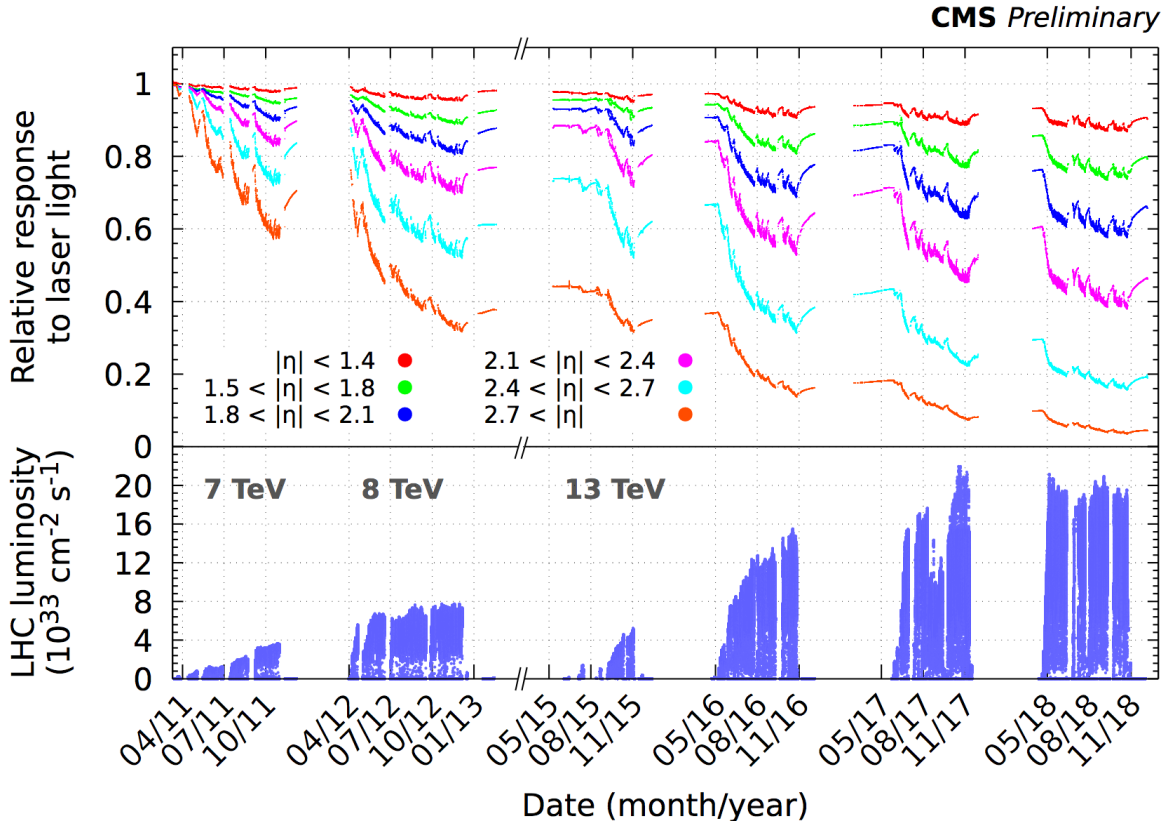 CMS Preliminary
Relative response
to laser light
1
0.8
0.6
0.4
0.2
0
|η| < 1.4
1.5 < |η| < 1.8
1.8 < |η| < 2.1
2.1 < |η| < 2.4
2.4 < |η| < 2.7
2.7 < |η|
LHC luminosity
(10³³ cm⁻² s⁻¹)
20
16
12
8
4
0
7 TeV
8 TeV
13 TeV
04/11
07/11
10/11
04/12
07/12
10/12
01/13
05/15
08/15
11/15
05/16
08/16
11/16
05/17
08/17
11/17
05/18
08/18
11/18
Date (month/year)